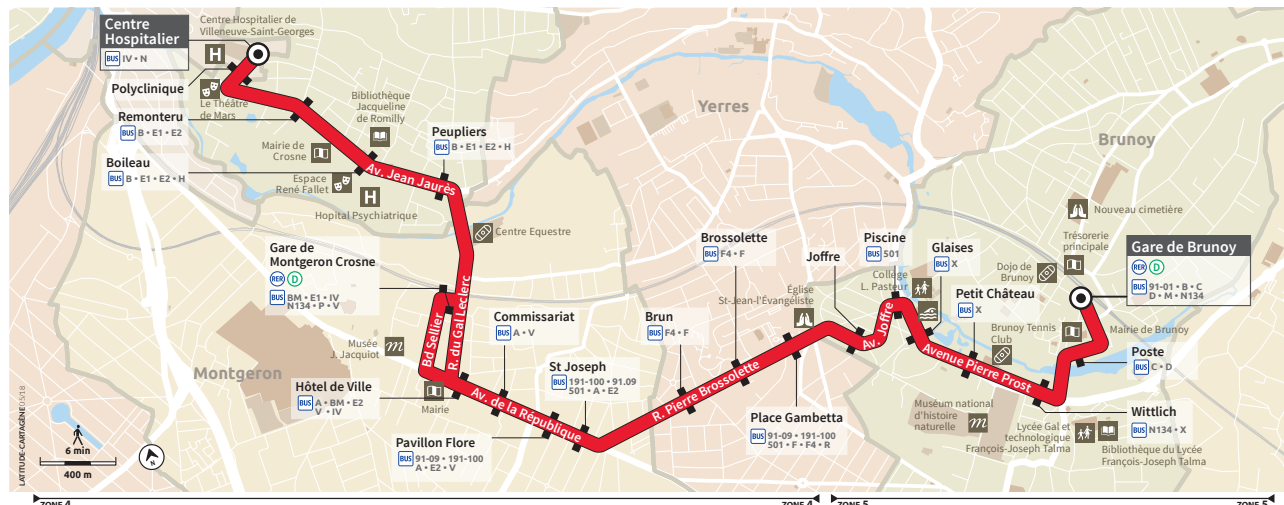 Centre
Hospitalier
BUS IV • N
Centre Hospitalier de
Villeneuve-Saint-Georges
H
Polyclinique
Le Théâtre
de Mars
Remonteru
BUS B • E1 • E2
Bibliothèque
Jacqueline
de Romilly
Mairie de
Crosne
Boileau
BUS B • E1 • E2 • H
Espace
René Fallet
H
Hopital Psychiatrique
Av. Jean Jaurès
Peupliers
BUS B • E1 • E2 • H
Centre Equestre
Gare de
Montgeron Crosne
RER D
BUS BM • E1 • IV
N134 • P • V
Bd Sellier
R. du Gal Leclerc
Musée
J. Jacquiot
Montgeron
Hôtel de Ville
BUS A • BM • E2
V • IV
Mairie
Commissariat
BUS A • V
Av. de la République
St Joseph
BUS 191-100 • 91.09
501 • A • E2
Pavillon Flore
BUS 91-09 • 191-100
A • E2 • V
Brun
BUS F4 • F
R. Pierre Brossolette
Brossolette
BUS F4 • F
Yerres
Église
St-Jean-l'Évangéliste
Place Gambetta
BUS 91-09 • 191-100
501 • F • F4 • R
Joffre
Av. Joffre
Piscine
BUS 501
Collège
L. Pasteur
Glaises
BUS X
Petit Château
BUS X
Avenue Pierre Prost
Brunoy
Nouveau cimetière
Trésorerie
principale
Dojo de
Brunoy
Gare de Brunoy
RER D
BUS 91-01 • B • C
D • M • N134
Mairie de Brunoy
Brunoy Tennis
Club
Poste
BUS C • D
Wittlich
BUS N134 • X
Muséum national
d'histoire
naturelle
Lycée Gal et
technologique
François-Joseph Talma
Bibliothèque du Lycée
François-Joseph Talma
6 min
400 m
N
LATITUDE-CARTAGÈNE 05/18
ZONE 4
ZONE 4
ZONE 5
ZONE 5